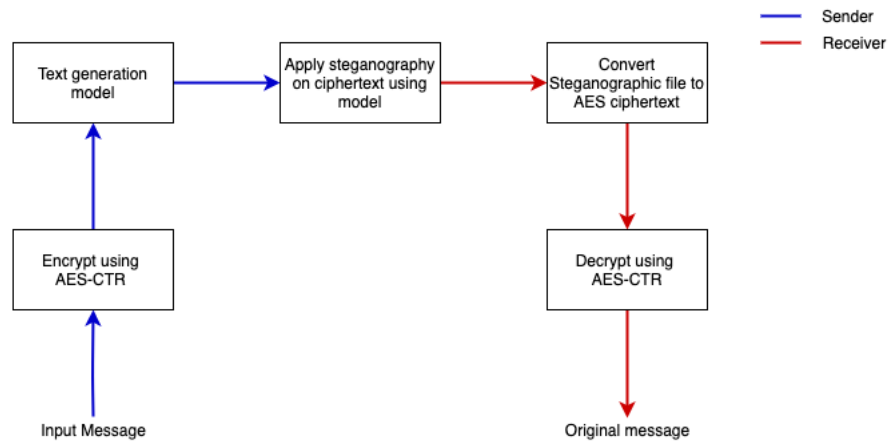 Sender
Receiver
Text generation
model
Apply steganography
on ciphertext using
model
Convert
Steganographic file to
AES ciphertext
Encrypt using
AES-CTR
Decrypt using
AES-CTR
Input Message
Original message